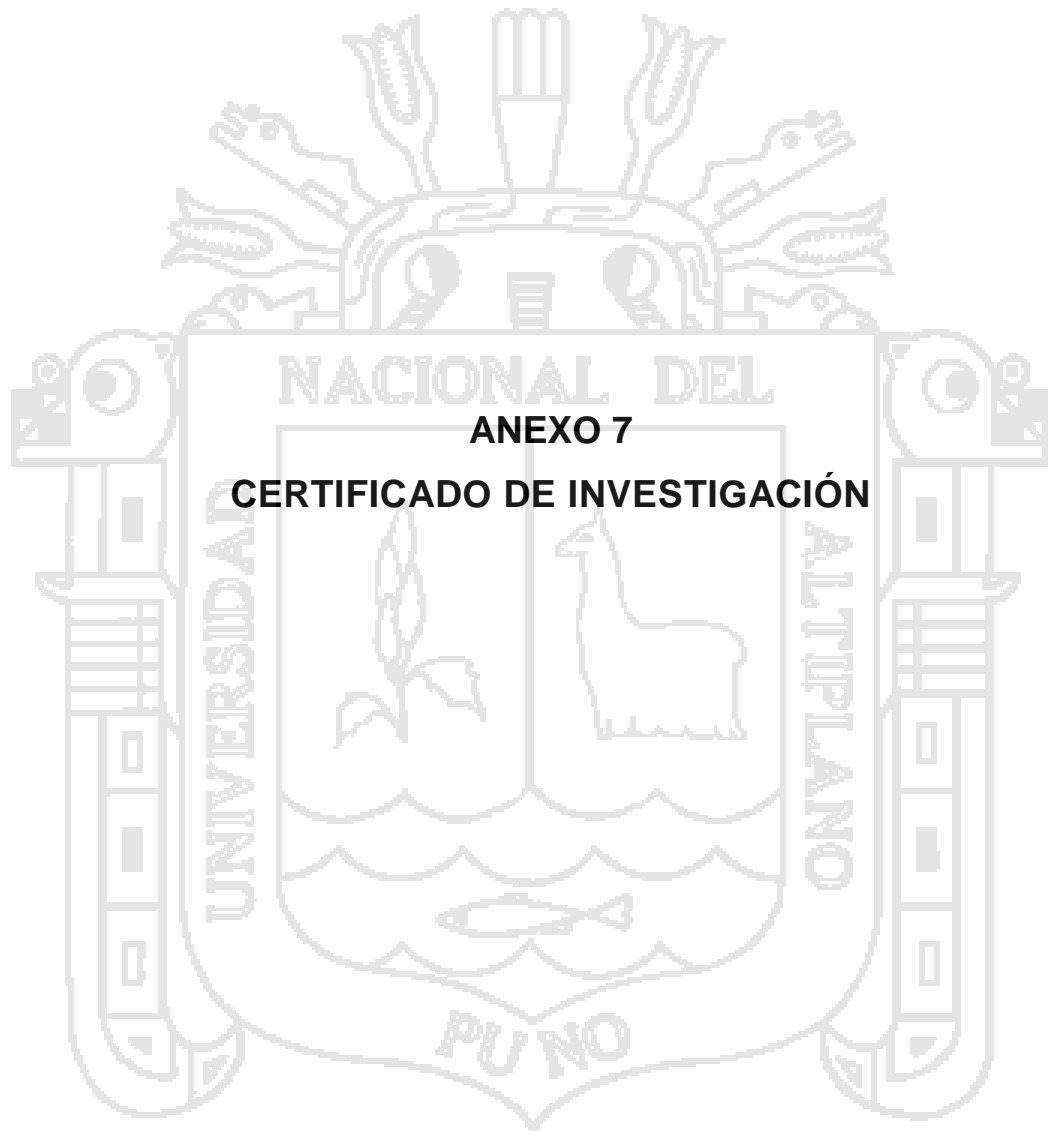 NACIONAL DEL
ANEXO 7
CERTIFICADO DE INVESTIGACIÓN
UNIVERSIDAD
ALTIPLANO
PUNO